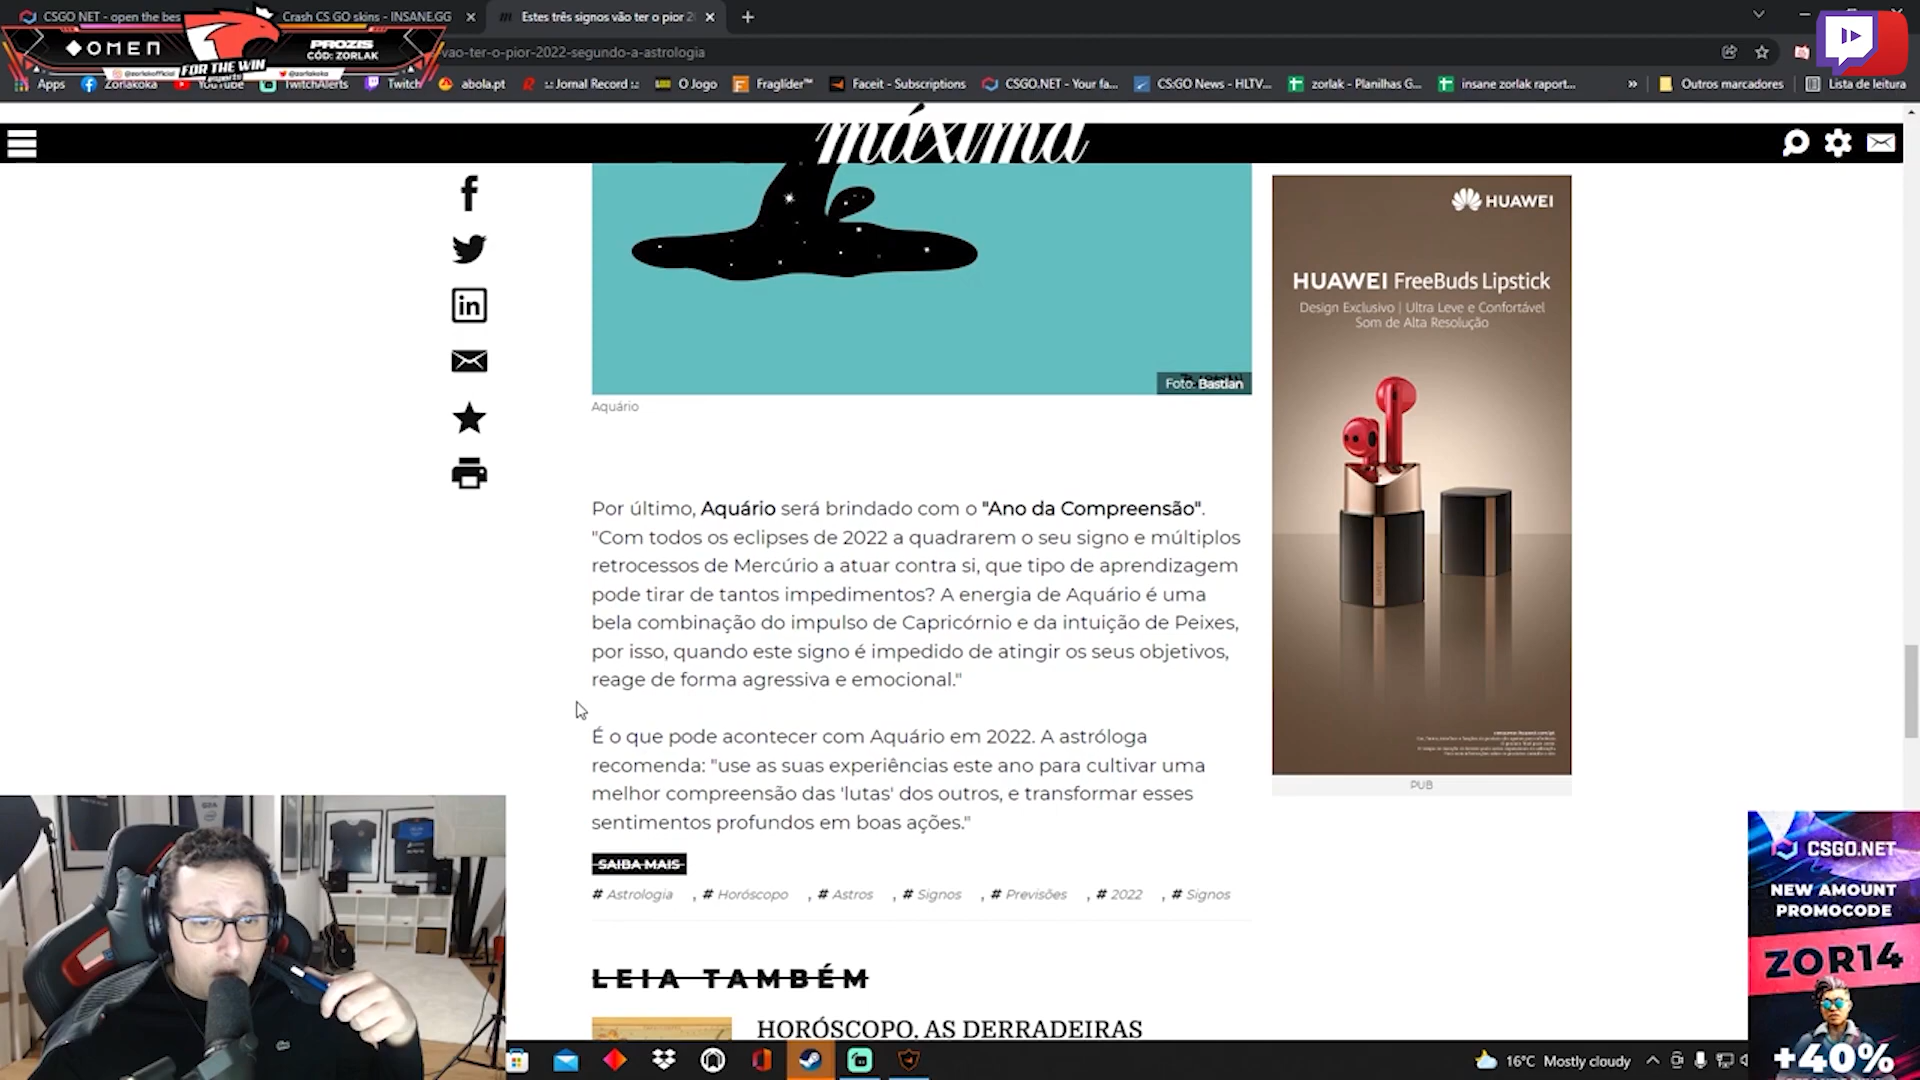 CSGO NET - open the bes
Crash CS GO skins - INSANE.GG
Estes três signos vão ter o pior 2
OMEN
PROZIS
CÓD: ZORLAK
FOR THE WIN
esports
@zorlakofficial
@zorlakoka
vao-ter-o-pior-2022-segundo-a-astrologia
Apps
Zorlakoka
YouTube
TwitchAlerts
Twitch
abola.pt
::: Jornal Record :::
O Jogo
Fraglíder™
Faceit - Subscriptions
CSGO.NET - Your fa...
CS:GO News - HLTV...
zorlak - Planilhas G...
insane zorlak raport...
»
Outros marcadores
Lista de leitura
máxima
Foto: Bastian
Aquário
HUAWEI
HUAWEI FreeBuds Lipstick
Design Exclusivo | Ultra Leve e Confortável
Som de Alta Resolução
HUAWEI
PUB
Por último, Aquário será brindado com o "Ano da Compreensão".
"Com todos os eclipses de 2022 a quadrarem o seu signo e múltiplos
retrocessos de Mercúrio a atuar contra si, que tipo de aprendizagem
pode tirar de tantos impedimentos? A energia de Aquário é uma
bela combinação do impulso de Capricórnio e da intuição de Peixes,
por isso, quando este signo é impedido de atingir os seus objetivos,
reage de forma agressiva e emocional."
É o que pode acontecer com Aquário em 2022. A astróloga
recomenda: "use as suas experiências este ano para cultivar uma
melhor compreensão das 'lutas' dos outros, e transformar esses
sentimentos profundos em boas ações."
SAIBA MAIS
# Astrologia , # Horóscopo , # Astros , # Signos , # Previsões , # 2022 , # Signos
LEIA TAMBÉM
HORÓSCOPO. AS DERRADEIRAS
CSGO.NET
NEW AMOUNT
PROMOCODE
ZOR14
+40%
16°C Mostly cloudy